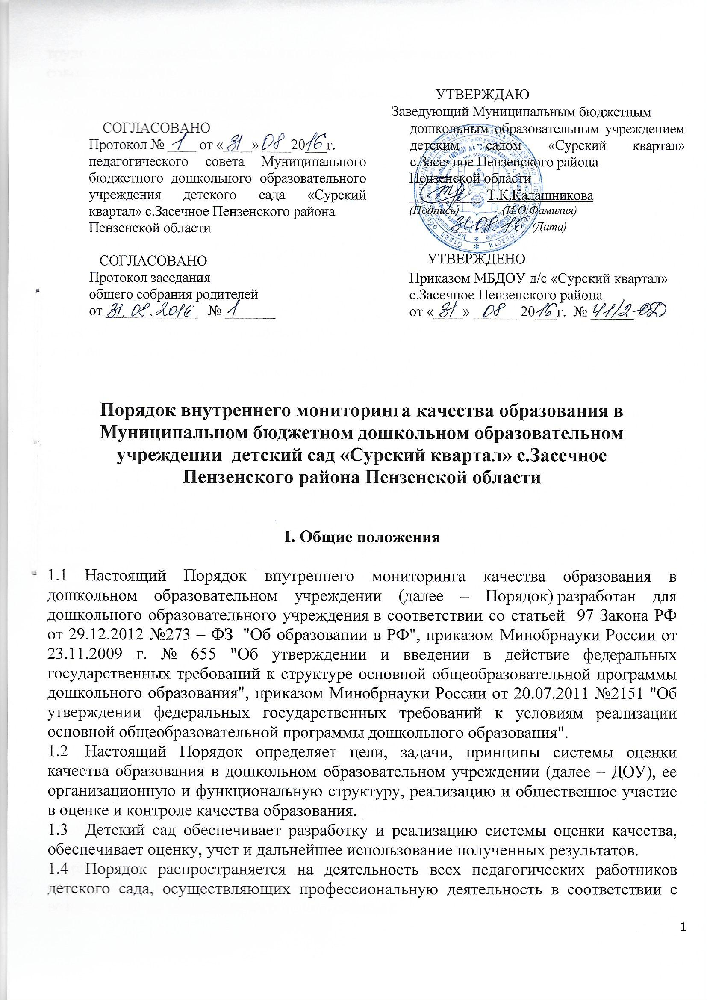 СОГЛАСОВАНО
Протокол № 1 от «31» 08 2016 г.
педагогического совета Муниципального
бюджетного дошкольного образовательного
учреждения детского сада «Сурский
квартал» с.Засечное Пензенского района
Пензенской области
УТВЕРЖДАЮ
Заведующий Муниципальным бюджетным
дошкольным образовательным учреждением
детским садом «Сурский квартал»
с.Засечное Пензенского района
Пензенской области
Т.К.Калашникова
(Подпись) (И.О.Фамилия)
31 08 16 (Дата)
СОГЛАСОВАНО
Протокол заседания
общего собрания родителей
от 31.08.2016 № 1
УТВЕРЖДЕНО
Приказом МБДОУ д/с «Сурский квартал»
с.Засечное Пензенского района
от «31» 08 2016 г. № 41/2-ОД
Порядок внутреннего мониторинга качества образования в
Муниципальном бюджетном дошкольном образовательном
учреждении детский сад «Сурский квартал» с.Засечное
Пензенского района Пензенской области
I. Общие положения
1.1 Настоящий Порядок внутреннего мониторинга качества образования в
дошкольном образовательном учреждении (далее – Порядок) разработан для
дошкольного образовательного учреждения в соответствии со статьей 97 Закона РФ
от 29.12.2012 №273 – ФЗ "Об образовании в РФ", приказом Минобрнауки России от
23.11.2009 г. № 655 "Об утверждении и введении в действие федеральных
государственных требований к структуре основной общеобразовательной программы
дошкольного образования", приказом Минобрнауки России от 20.07.2011 №2151 "Об
утверждении федеральных государственных требований к условиям реализации
основной общеобразовательной программы дошкольного образования".
1.2 Настоящий Порядок определяет цели, задачи, принципы системы оценки
качества образования в дошкольном образовательном учреждении (далее – ДОУ), ее
организационную и функциональную структуру, реализацию и общественное участие
в оценке и контроле качества образования.
1.3 Детский сад обеспечивает разработку и реализацию системы оценки качества,
обеспечивает оценку, учет и дальнейшее использование полученных результатов.
1.4 Порядок распространяется на деятельность всех педагогических работников
детского сада, осуществляющих профессиональную деятельность в соответствии с
1